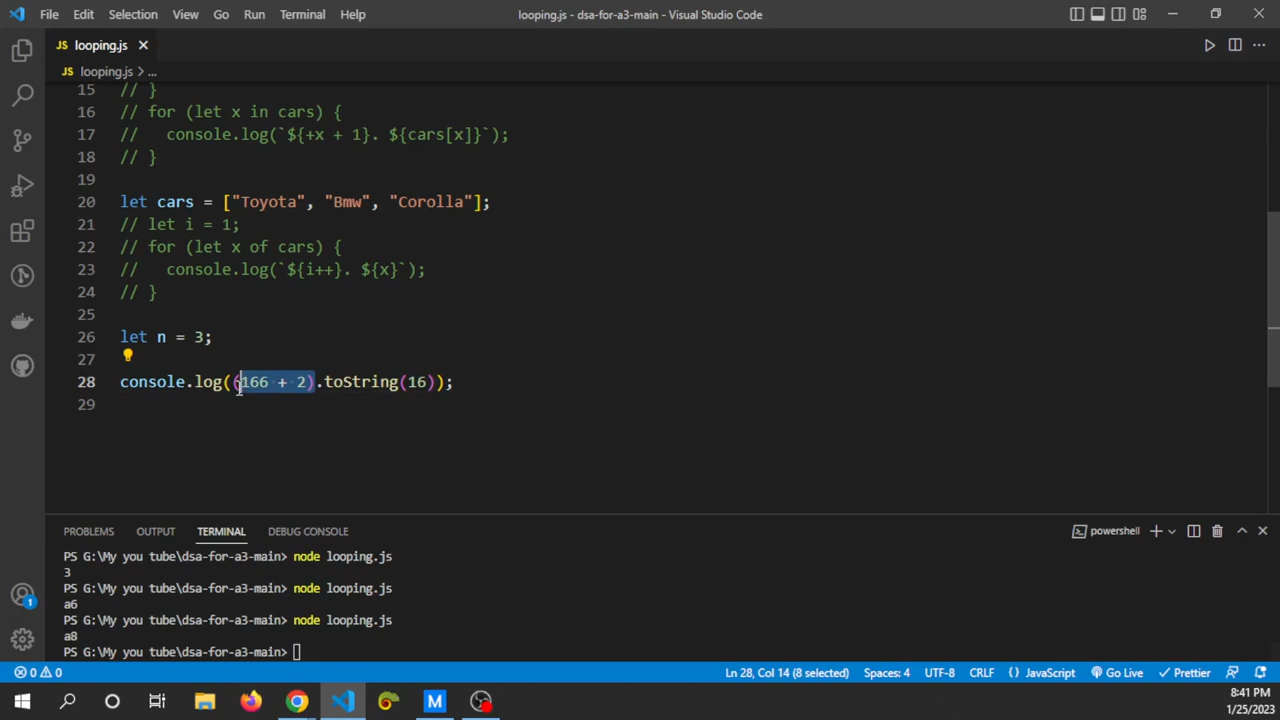 File Edit Selection View Go Run Terminal Help looping.js - dsa-for-a3-main - Visual Studio Code
JS looping.js
JS looping.js > ...
15 // }
16 // for (let x in cars) {
17 //   console.log(`${+x + 1}. ${cars[x]}`);
18 // }
19
20 let cars = ["Toyota", "Bmw", "Corolla"];
21 // let i = 1;
22 // for (let x of cars) {
23 //   console.log(`${i++}. ${x}`);
24 // }
25
26 let n = 3;
27
28 console.log((166 + 2).toString(16));
29
PROBLEMS OUTPUT TERMINAL DEBUG CONSOLE powershell
PS G:\My you tube\dsa-for-a3-main> node looping.js
3
PS G:\My you tube\dsa-for-a3-main> node looping.js
a6
PS G:\My you tube\dsa-for-a3-main> node looping.js
a8
PS G:\My you tube\dsa-for-a3-main>
1
0 0 Ln 28, Col 14 (8 selected) Spaces: 4 UTF-8 CRLF {} JavaScript Go Live Prettier
M
8:41 PM
1/25/2023